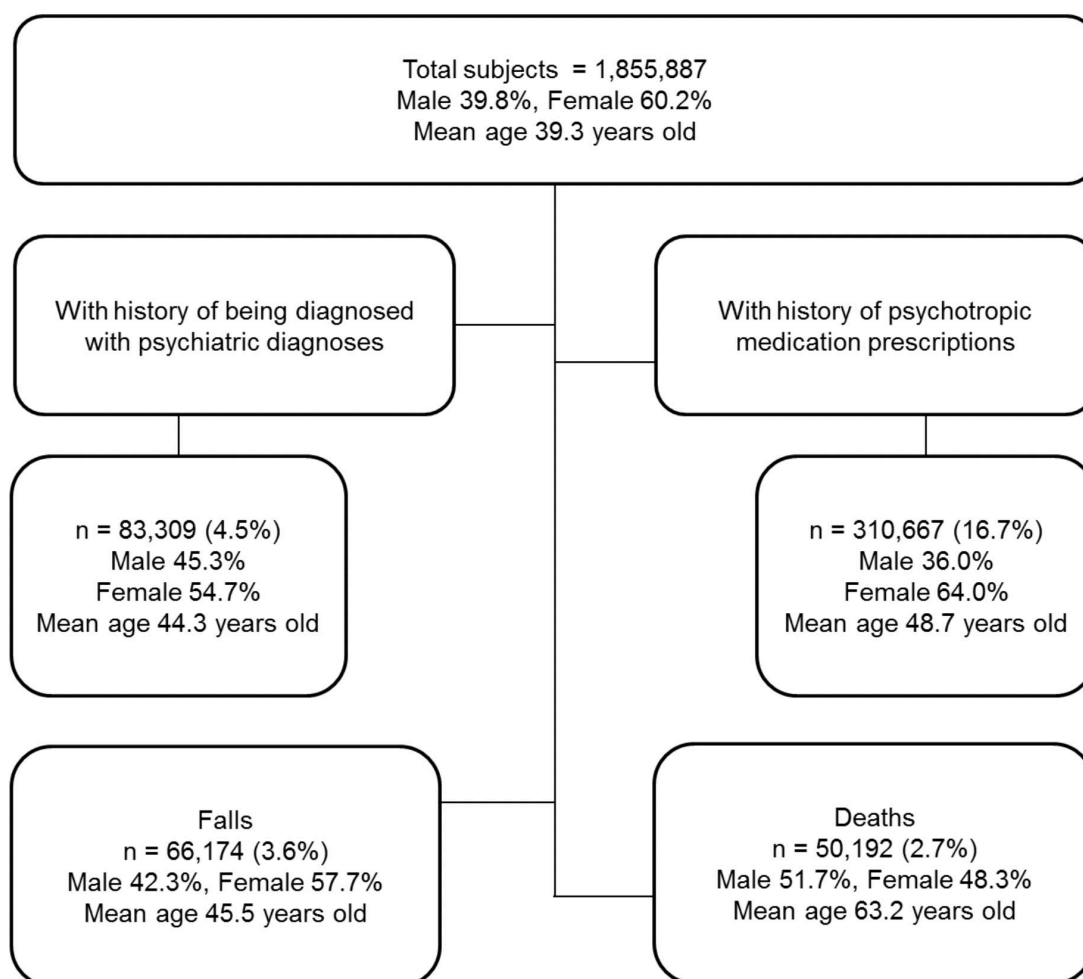 Total subjects  = 1,855,887
Male 39.8%, Female 60.2%
Mean age 39.3 years old
With history of being diagnosed
with psychiatric diagnoses
With history of psychotropic
medication prescriptions
n = 83,309 (4.5%)
Male 45.3%
Female 54.7%
Mean age 44.3 years old
n = 310,667 (16.7%)
Male 36.0%
Female 64.0%
Mean age 48.7 years old
Falls
n = 66,174 (3.6%)
Male 42.3%, Female 57.7%
Mean age 45.5 years old
Deaths
n = 50,192 (2.7%)
Male 51.7%, Female 48.3%
Mean age 63.2 years old